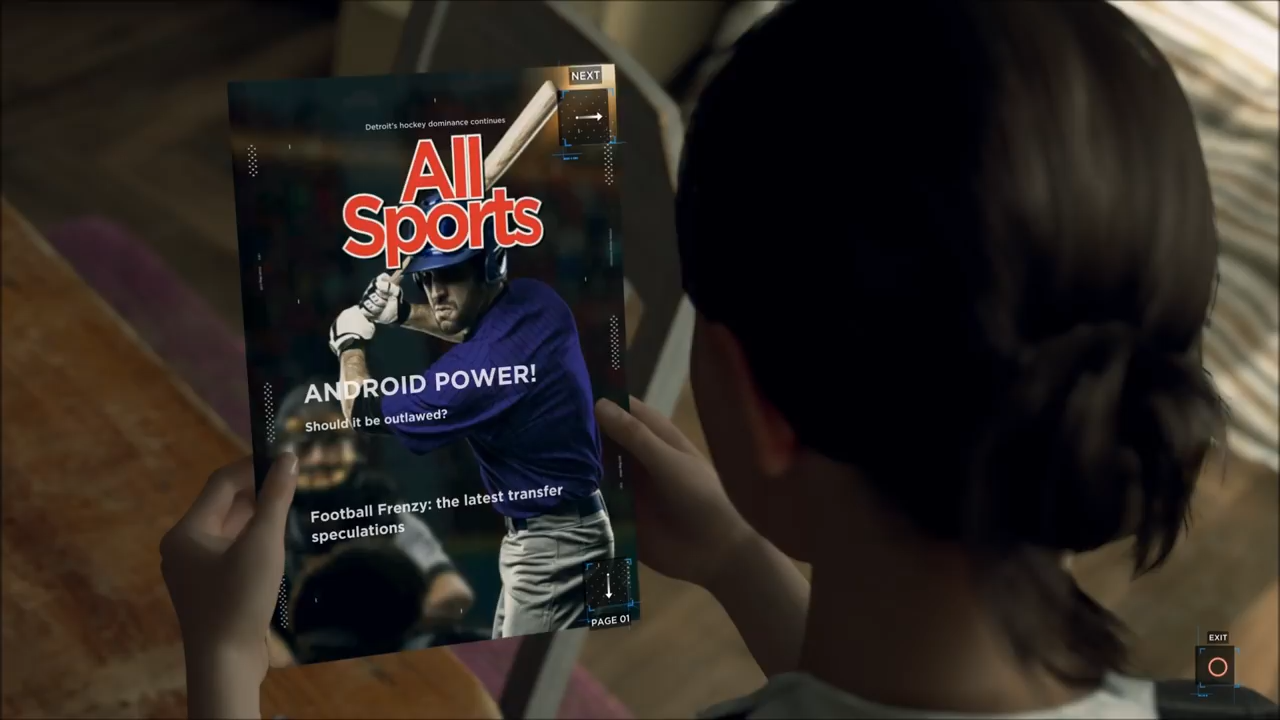 NEXT
Detroit's hockey dominance continues
All
Sports
ANDROID POWER!
Should it be outlawed?
Football Frenzy: the latest transfer
speculations
PAGE 01
EXIT